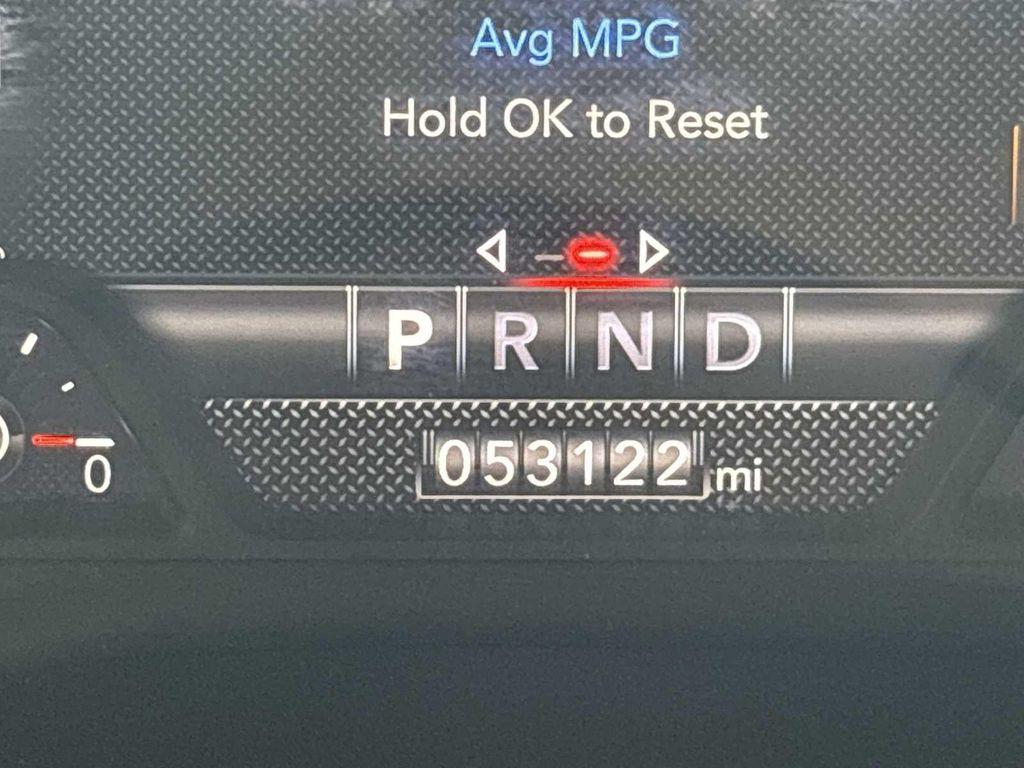 Avg MPG
Hold OK to Reset
P R N D
0
053122 mi